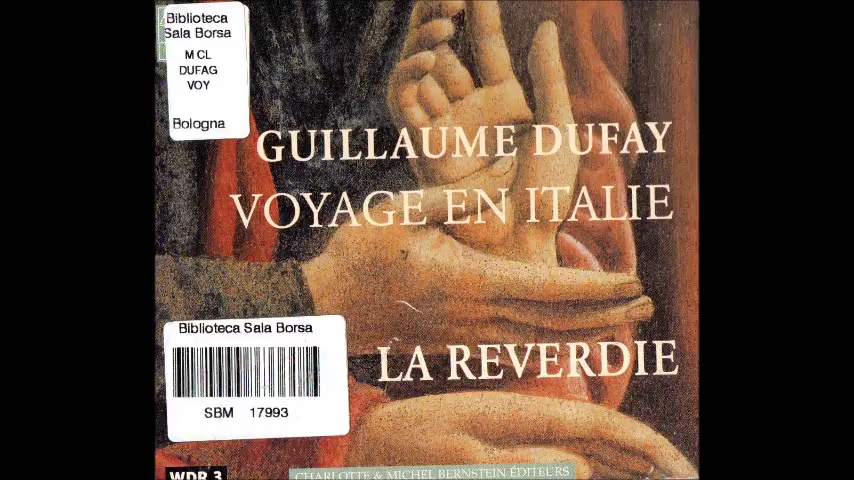 Biblioteca
Sala Borsa
M CL
DUFAG
VOY
Bologna
GUILLAUME DUFAY
VOYAGE EN ITALIE
LA REVERDIE
Biblioteca Sala Borsa
SBM 17993
WDR 3
CHARLOTTE & MICHEL BERNSTEIN ÉDITEURS